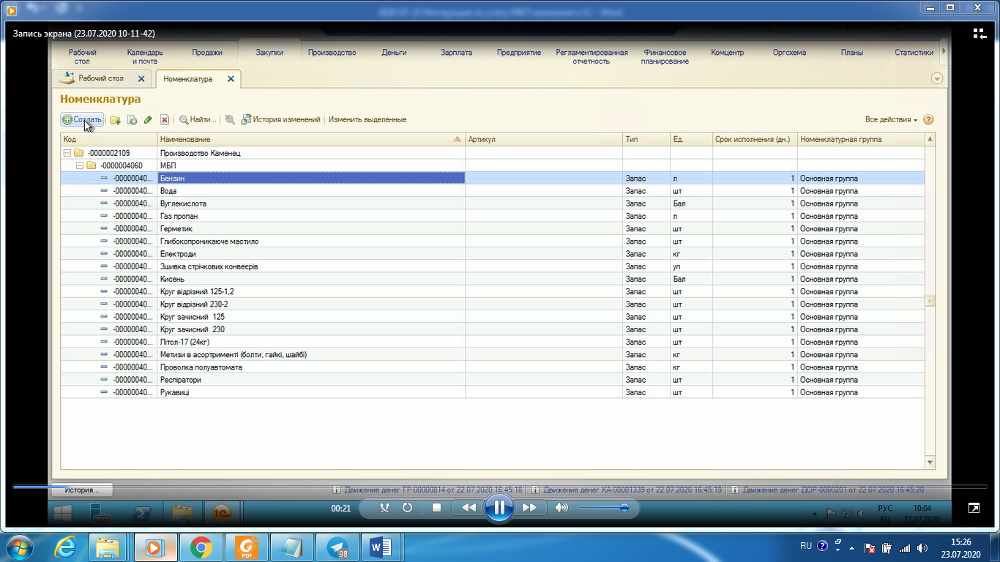 2020-07-23 Инструкция по учету МБП компании в 1С - Word
Запись экрана (23.07.2020 10-11-42)
Рабочий стол Календарь и почта Продажи Закупки Производство Деньги Зарплата Предприятие Регламентированная отчетность Финансовое планирование Комцентр Оргсхема Планы Статистики
Рабочий стол Номенклатура
Номенклатура
Создать Найти... История изменений Изменить выделенные Все действия
Код Наименование Артикул Тип Ед. Срок исполнения (дн.) Номенклатурная группа
-0000002109 Производство Каменец
-0000004060 МБП
-00000040... Бензин Запас л 1 Основная группа
-00000040... Вода Запас шт 1 Основная группа
-00000040... Вуглекислота Запас Бал 1 Основная группа
-00000040... Газ пропан Запас л 1 Основная группа
-00000040... Герметик Запас шт 1 Основная группа
-00000040... Глибокопроникаюче мастило Запас шт 1 Основная группа
-00000040... Електроди Запас кг 1 Основная группа
-00000040... Зшивка стрічкових конвеєрів Запас уп 1 Основная группа
-00000040... Кисень Запас Бал 1 Основная группа
-00000040... Круг відрізний 125-1,2 Запас шт 1 Основная группа
-00000040... Круг відрізний 230-2 Запас шт 1 Основная группа
-00000040... Круг зачисний 125 Запас шт 1 Основная группа
-00000040... Круг зачисний 230 Запас шт 1 Основная группа
-00000040... Літол-17 (24кг) Запас шт 1 Основная группа
-00000040... Метизи в асортименті (болти, гайкі, шайбі) Запас кг 1 Основная группа
-00000040... Проволка полуавтомата Запас кг 1 Основная группа
-00000040... Респіратори Запас шт 1 Основная группа
-00000040... Рукавиці Запас шт 1 Основная группа
История... Движение денег ГР-00000814 от 22.07.2020 16:45:18 Движение денег КА-00001339 от 22.07.2020 16:45:19 Движение денег ДОР-0000201 от 22.07.2020 16:45:20
00:21
РУС 10:04
RU 23.07.2020
PDF 98 RU 15:26
23.07.2020